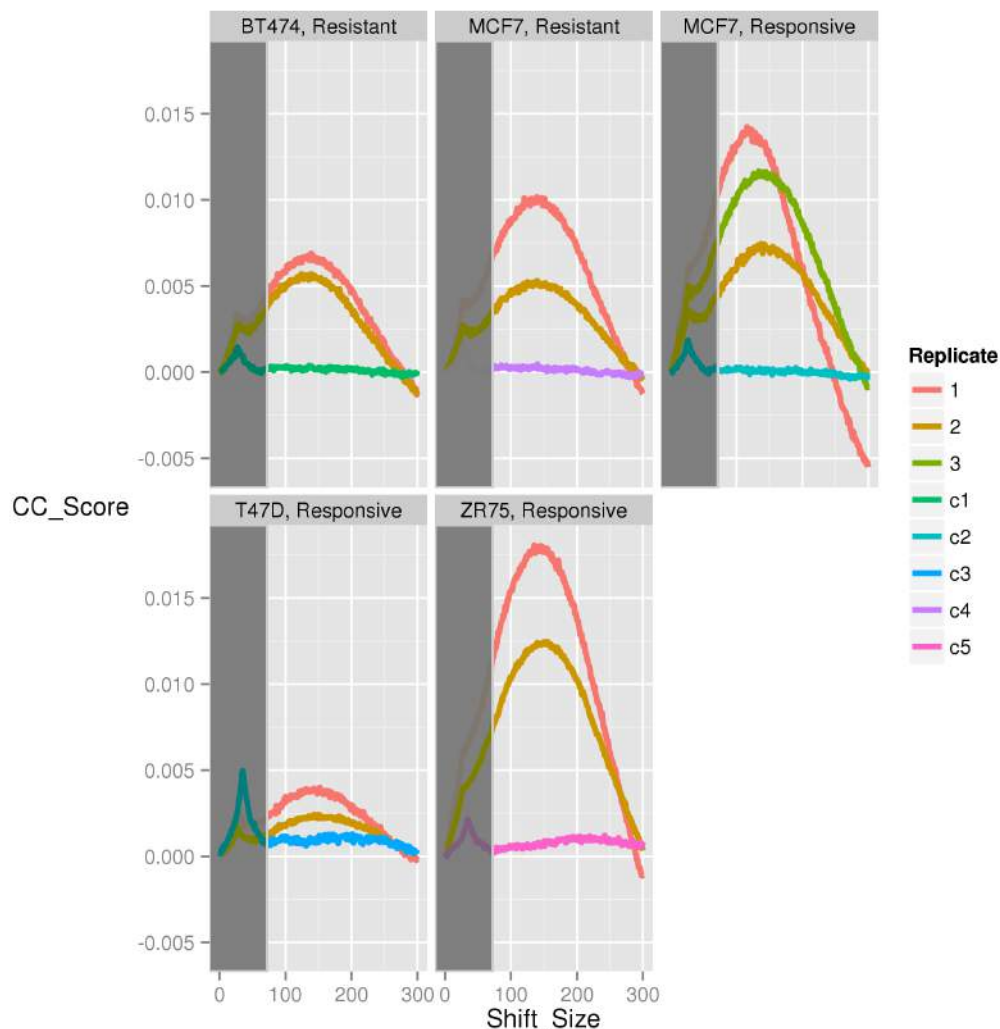 BT474, Resistant
MCF7, Resistant
MCF7, Responsive
0.015
0.010
0.005
0.000
-0.005
CC_Score
T47D, Responsive
ZR75, Responsive
0.015
0.010
0.005
0.000
-0.005
0
100
200
300
0
100
200
300
Shift_Size
Replicate
1
2
3
c1
c2
c3
c4
c5